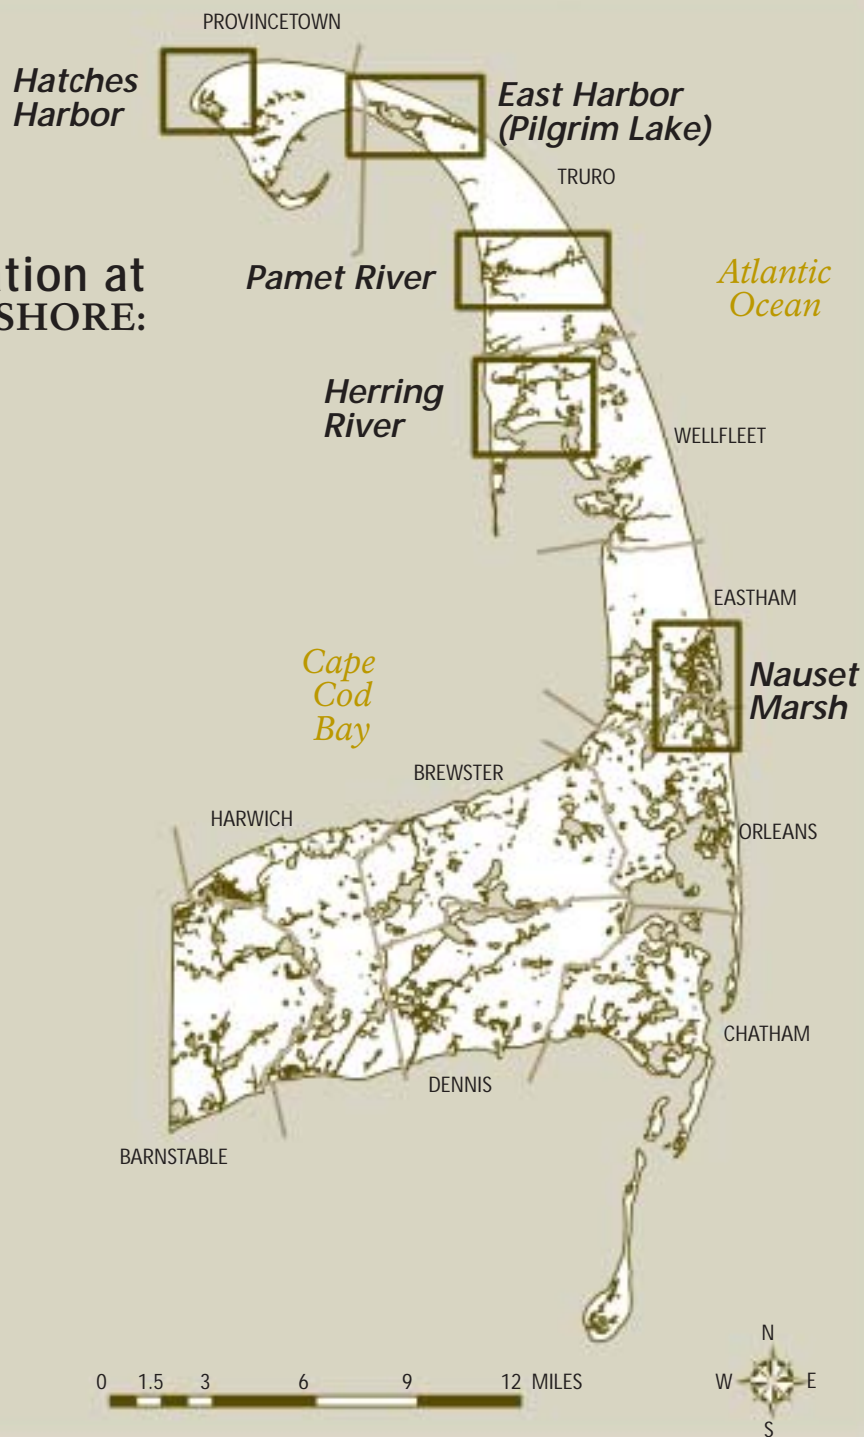 PROVINCETOWN
Hatches
Harbor
East Harbor
(Pilgrim Lake)
TRURO
tion at
SHORE:
Pamet River
Atlantic
Ocean
Herring
River
WELLFLEET
EASTHAM
Cape
Cod
Bay
Nauset
Marsh
BREWSTER
HARWICH
ORLEANS
CHATHAM
DENNIS
BARNSTABLE
N
W E
S
0 1.5 3 6 9 12 MILES